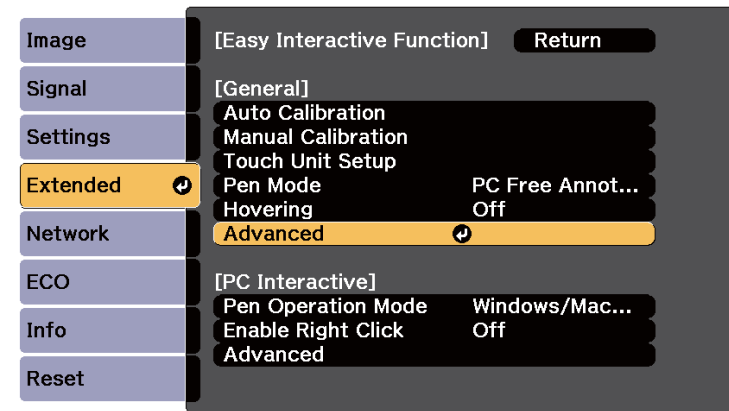 Image
Signal
Settings
Extended
Network
ECO
Info
Reset
[Easy Interactive Function] Return
[General]
Auto Calibration
Manual Calibration
Touch Unit Setup
Pen Mode PC Free Annot...
Hovering Off
Advanced
[PC Interactive]
Pen Operation Mode Windows/Mac...
Enable Right Click Off
Advanced